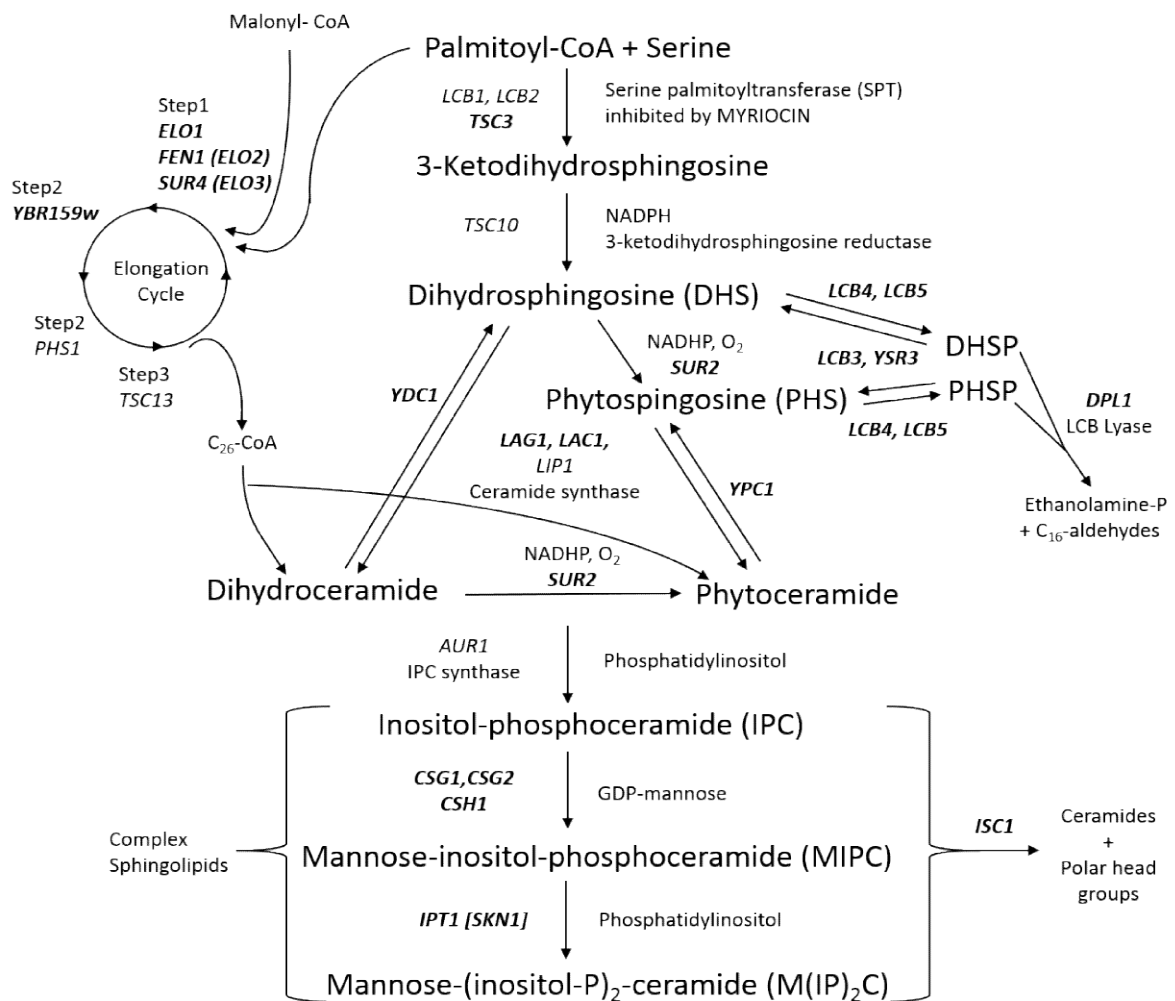 Malonyl- CoA
Palmitoyl-CoA + Serine
LCB1, LCB2
TSC3
Serine palmitoyltransferase (SPT)
inhibited by MYRIOCIN
Step1
ELO1
FEN1 (ELO2)
SUR4 (ELO3)
3-Ketodihydrosphingosine
Step2
YBR159w
TSC10
NADPH
3-ketodihydrosphingosine reductase
Elongation
Cycle
Dihydrosphingosine (DHS)
LCB4, LCB5
Step2
PHS1
NADHP, O2
SUR2
LCB3, YSR3
DHSP
Step3
TSC13
YDC1
Phytospingosine (PHS)
PHSP
DPL1
LCB Lyase
LCB4, LCB5
C26-CoA
LAG1, LAC1,
LIP1
Ceramide synthase
YPC1
Ethanolamine-P
+ C16-aldehydes
NADHP, O2
SUR2
Dihydroceramide
Phytoceramide
AUR1
IPC synthase
Phosphatidylinositol
Inositol-phosphoceramide (IPC)
CSG1,CSG2
CSH1
GDP-mannose
Complex
Sphingolipids
ISC1
Ceramides
+
Polar head
groups
Mannose-inositol-phosphoceramide (MIPC)
IPT1 [SKN1]
Phosphatidylinositol
Mannose-(inositol-P)2-ceramide (M(IP)2C)